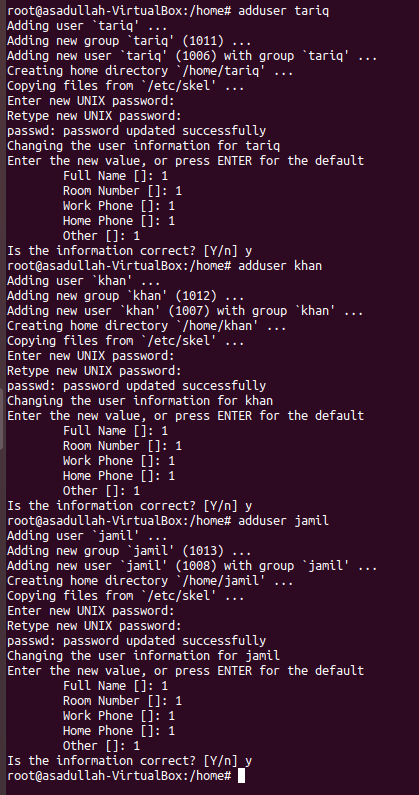 root@asadullah-VirtualBox:/home# adduser tariq
Adding user `tariq' ...
Adding new group `tariq' (1011) ...
Adding new user `tariq' (1006) with group `tariq' ...
Creating home directory `/home/tariq' ...
Copying files from `/etc/skel' ...
Enter new UNIX password:
Retype new UNIX password:
passwd: password updated successfully
Changing the user information for tariq
Enter the new value, or press ENTER for the default
        Full Name []: 1
        Room Number []: 1
        Work Phone []: 1
        Home Phone []: 1
        Other []: 1
Is the information correct? [Y/n] y
root@asadullah-VirtualBox:/home# adduser khan
Adding user `khan' ...
Adding new group `khan' (1012) ...
Adding new user `khan' (1007) with group `khan' ...
Creating home directory `/home/khan' ...
Copying files from `/etc/skel' ...
Enter new UNIX password:
Retype new UNIX password:
passwd: password updated successfully
Changing the user information for khan
Enter the new value, or press ENTER for the default
        Full Name []: 1
        Room Number []: 1
        Work Phone []: 1
        Home Phone []: 1
        Other []: 1
Is the information correct? [Y/n] y
root@asadullah-VirtualBox:/home# adduser jamil
Adding user `jamil' ...
Adding new group `jamil' (1013) ...
Adding new user `jamil' (1008) with group `jamil' ...
Creating home directory `/home/jamil' ...
Copying files from `/etc/skel' ...
Enter new UNIX password:
Retype new UNIX password:
passwd: password updated successfully
Changing the user information for jamil
Enter the new value, or press ENTER for the default
        Full Name []: 1
        Room Number []: 1
        Work Phone []: 1
        Home Phone []: 1
        Other []: 1
Is the information correct? [Y/n] y
root@asadullah-VirtualBox:/home#